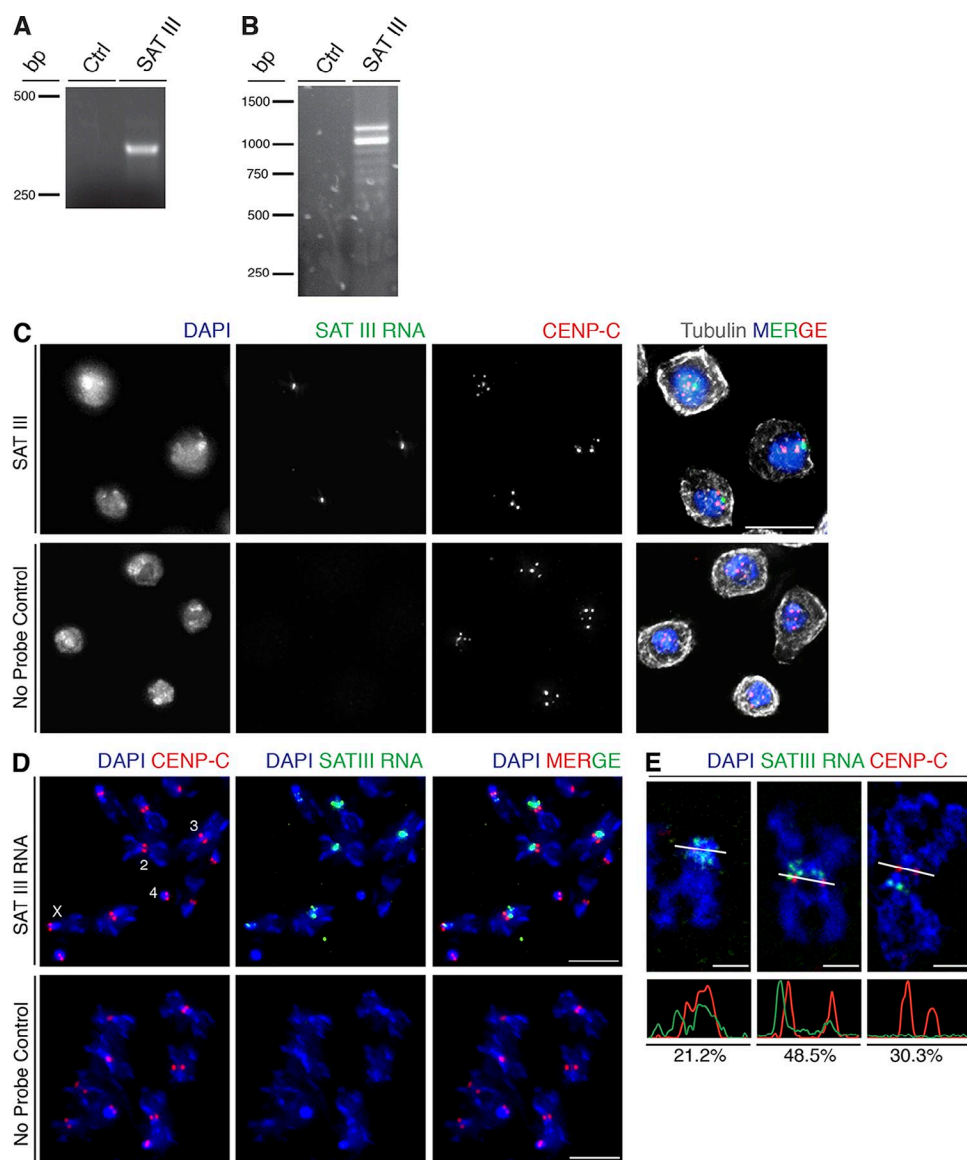 A
bp
Ctrl
SAT III
500
250
B
bp
Ctrl
SAT III
1500
1000
750
500
250
C
DAPI
SAT III RNA
CENP-C
Tubulin MERGE
SAT III
No Probe Control
D
DAPI CENP-C
DAPI SATIII RNA
DAPI MERGE
SAT III RNA
3
2
4
X
No Probe Control
E
DAPI SATIII RNA CENP-C
21.2%
48.5%
30.3%